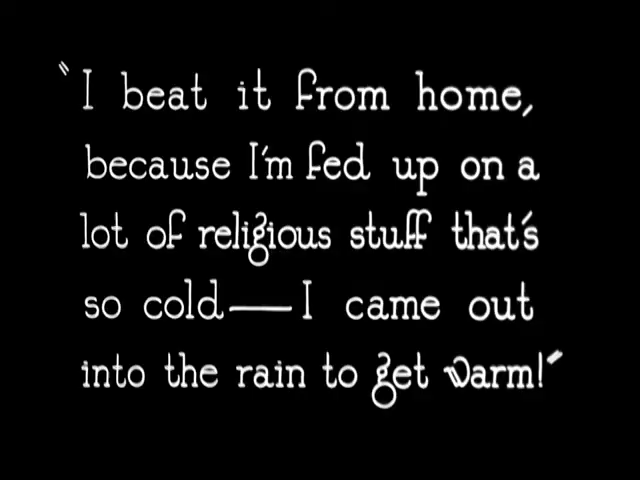 "I beat it from home,
because I'm fed up on a
lot of religious stuff that's
so cold—I came out
into the rain to get warm!"